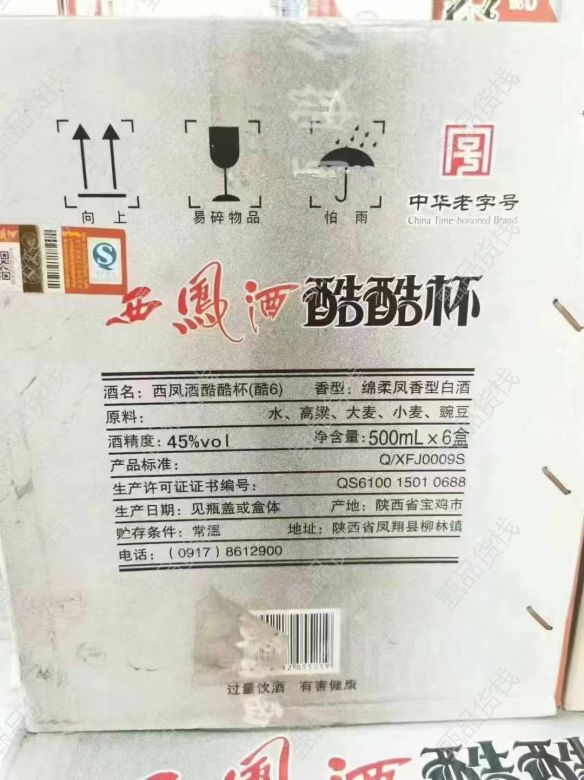 向上
易碎物品
怕雨
中华老字号
China Time-honored Brand
西鳳酒 酷酷杯
酒名：西凤酒酷酷杯(酷6) 香型：绵柔凤香型白酒
原料： 水、高粱、大麦、小麦、豌豆
酒精度：45%vol 净含量：500mL×6盒
产品标准： Q/XFJ0009S
生产许可证证书编号： QS6100 1501 0688
生产日期：见瓶盖或盒体 产地：陕西省宝鸡市
贮存条件：常温 地址：陕西省凤翔县柳林镇
电话：（0917）8612900
过量饮酒 有害健康
甄品货栈